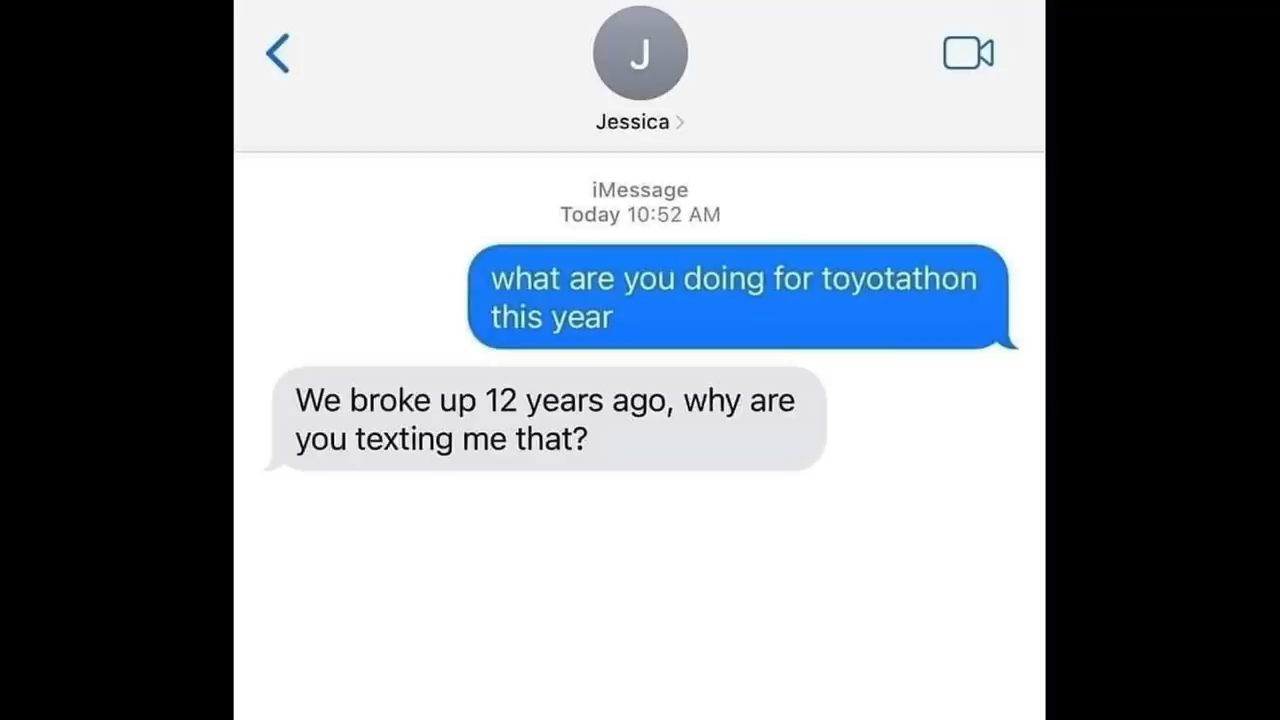 J
Jessica
iMessage
Today 10:52 AM
what are you doing for toyotathon
this year
We broke up 12 years ago, why are
you texting me that?